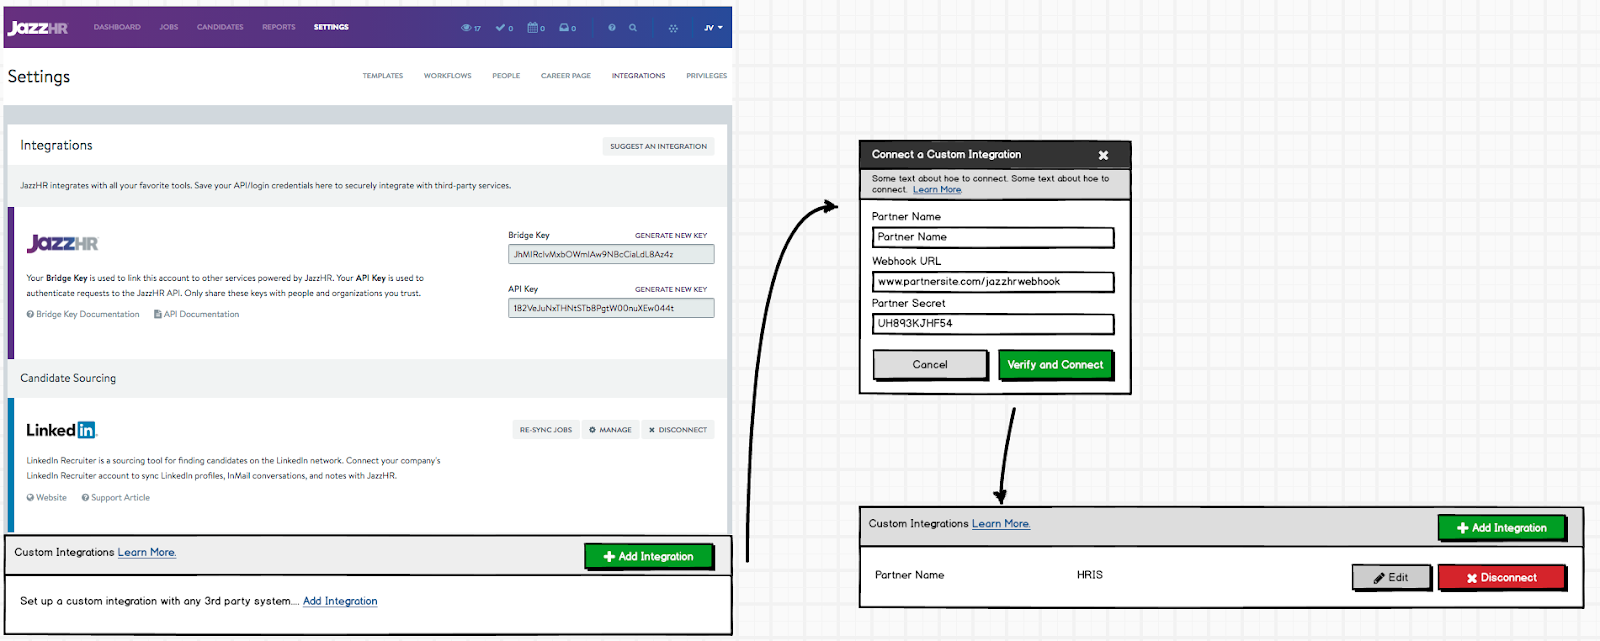 JazzHR DASHBOARD JOBS CANDIDATES REPORTS SETTINGS 17 0 0 0 JV
Settings TEMPLATES WORKFLOWS PEOPLE CAREER PAGE INTEGRATIONS PRIVILEGES
Integrations SUGGEST AN INTEGRATION
JazzHR integrates with all your favorite tools. Save your API/login credentials here to securely integrate with third-party services.
JazzHR
Your Bridge Key is used to link this account to other services powered by JazzHR. Your API Key is used to
authenticate requests to the JazzHR API. Only share these keys with people and organizations you trust.
Bridge Key Documentation API Documentation
Bridge Key GENERATE NEW KEY
JhMIRclvMxbOWmlAw9NBcCiaLdL8Az4z
API Key GENERATE NEW KEY
182VeJuNxTHNtSTb8PgtW00nuXEw044t
Candidate Sourcing
LinkedIn
RE-SYNC JOBS MANAGE DISCONNECT
LinkedIn Recruiter is a sourcing tool for finding candidates on the LinkedIn network. Connect your company's
LinkedIn Recruiter account to sync LinkedIn profiles, InMail conversations, and notes with JazzHR.
Website Support Article
Custom Integrations Learn More. Add Integration
Set up a custom integration with any 3rd party system.... Add Integration
Connect a Custom Integration
Some text about hoe to connect. Some text about hoe to
connect. Learn More.
Partner Name
Partner Name
Webhook URL
www.partnersite.com/jazzhrwebhook
Partner Secret
UH893KJHF54
Cancel Verify and Connect
Custom Integrations Learn More. Add Integration
Partner Name HRIS Edit Disconnect